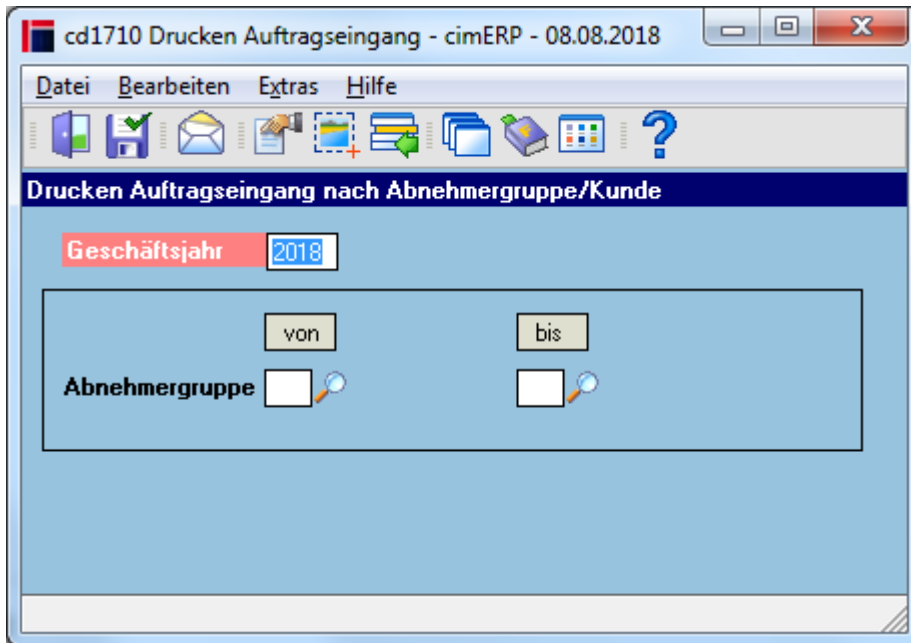 cd1710 Drucken Auftragseingang - cimERP - 08.08.2018
Datei Bearbeiten Extras Hilfe
Drucken Auftragseingang nach Abnehmergruppe/Kunde
Geschäftsjahr 2018
von bis
Abnehmergruppe